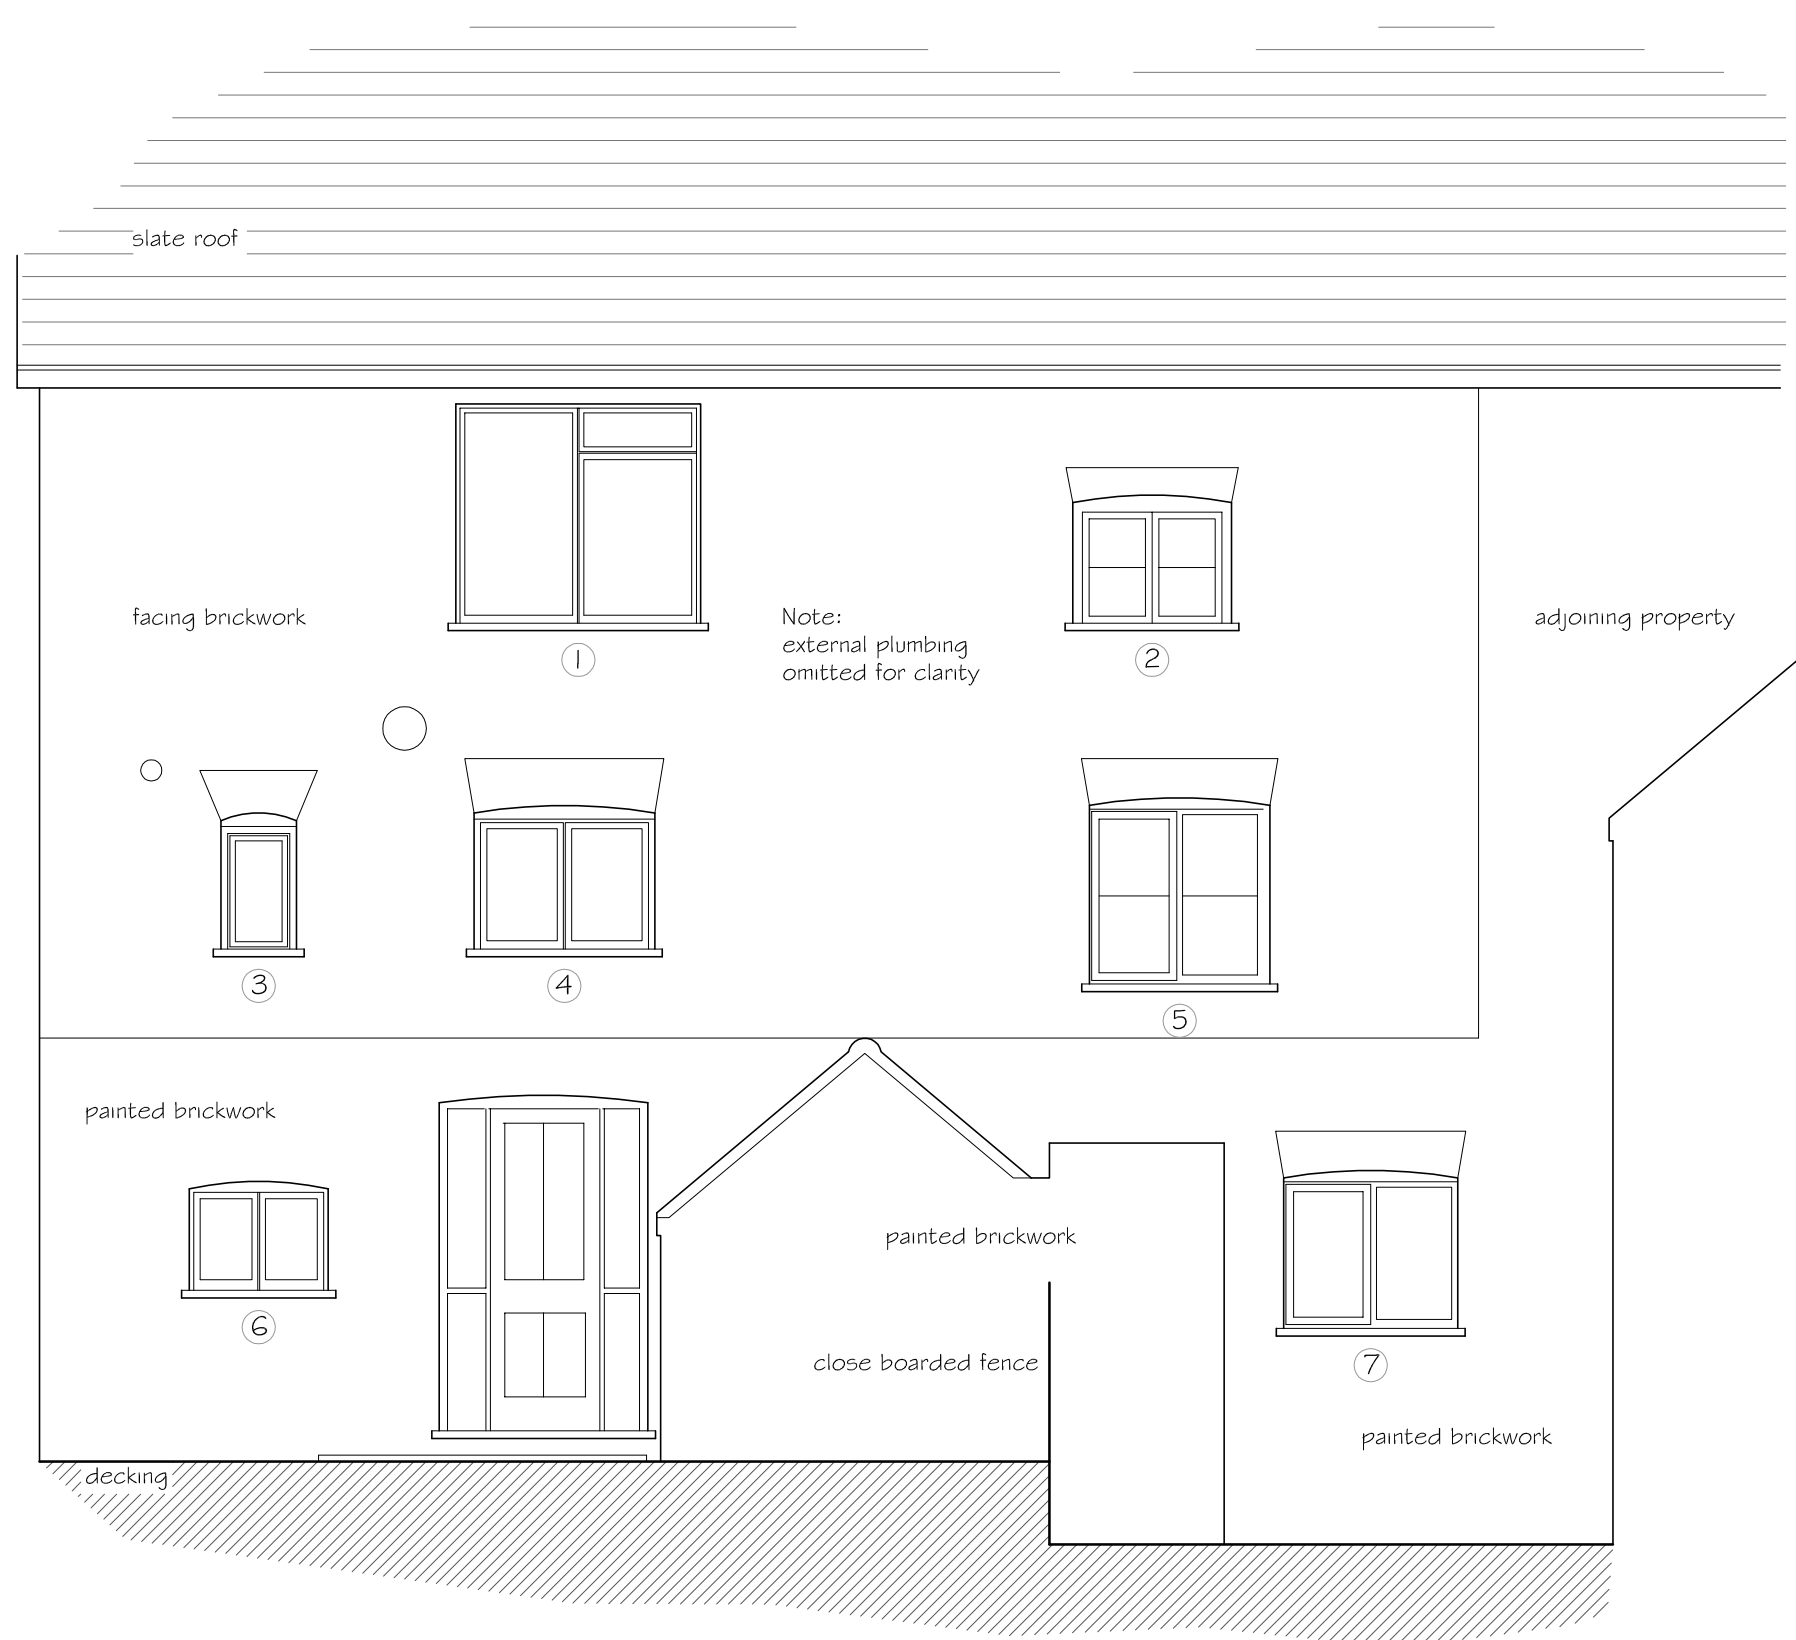 slate roof
facing brickwork
Note:
external plumbing
omitted for clarity
adjoining property
1
2
3
4
5
painted brickwork
6
painted brickwork
close boarded fence
7
painted brickwork
decking